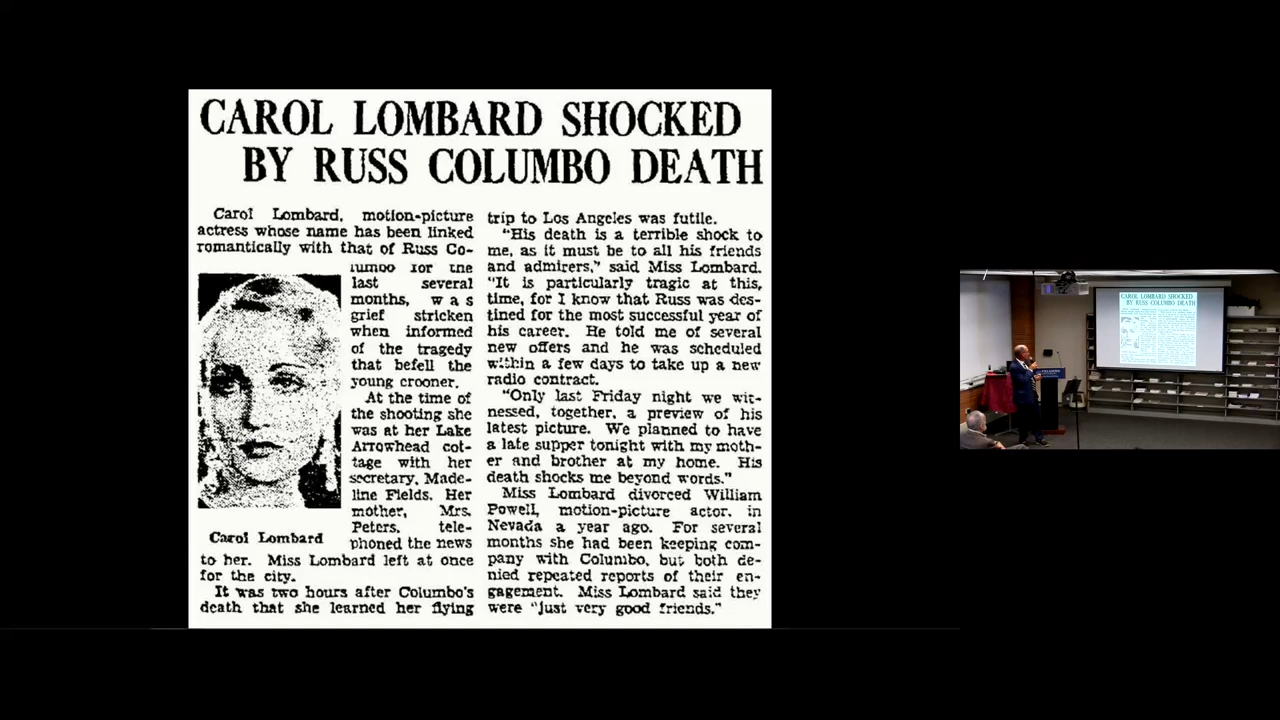 CAROL LOMBARD SHOCKED
BY RUSS COLUMBO DEATH
Carol Lombard, motion-picture
actress whose name has been linked
romantically with that of Russ Co-
lumbo for the
last several
months, was
grief stricken
when informed
of the tragedy
that befell the
young crooner.
At the time of
the shooting she
was at her Lake
Arrowhead cot-
tage with her
secretary, Made-
line Fields. Her
mother, Mrs.
Peters, tele-
phoned the news
to her. Miss Lombard left at once
for the city.
It was two hours after Columbo's
death that she learned her flying
Carol Lombard
trip to Los Angeles was futile.
"His death is a terrible shock to
me, as it must be to all his friends
and admirers," said Miss Lombard.
"It is particularly tragic at this,
time, for I know that Russ was des-
tined for the most successful year of
his career. He told me of several
new offers and he was scheduled
within a few days to take up a new
radio contract.
"Only last Friday night we wit-
nessed, together, a preview of his
latest picture. We planned to have
a late supper tonight with my moth-
er and brother at my home. His
death shocks me beyond words."
Miss Lombard divorced William
Powell, motion-picture actor, in
Nevada a year ago. For several
months she had been keeping com-
pany with Columbo, but both de-
nied repeated reports of their en-
gagement. Miss Lombard said they
were "just very good friends."
CAROL LOMBARD SHOCKED
BY RUSS COLUMBO DEATH